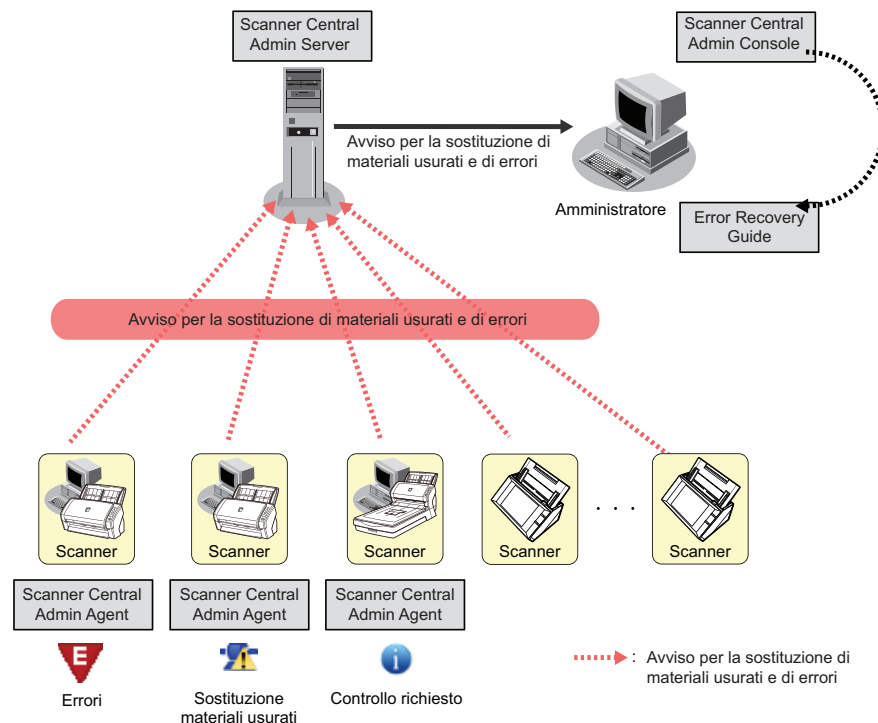 Scanner Central
Admin Server
Scanner Central
Admin Console
Avviso per la sostituzione di
materiali usurati e di errori
Amministratore
Error Recovery
Guide
Avviso per la sostituzione di materiali usurati e di errori
Scanner
Scanner
Scanner
Scanner
. . .
Scanner
Scanner Central
Admin Agent
Scanner Central
Admin Agent
Scanner Central
Admin Agent
E
i
Errori
Sostituzione
materiali usurati
Controllo richiesto
: Avviso per la sostituzione di
materiali usurati e di errori